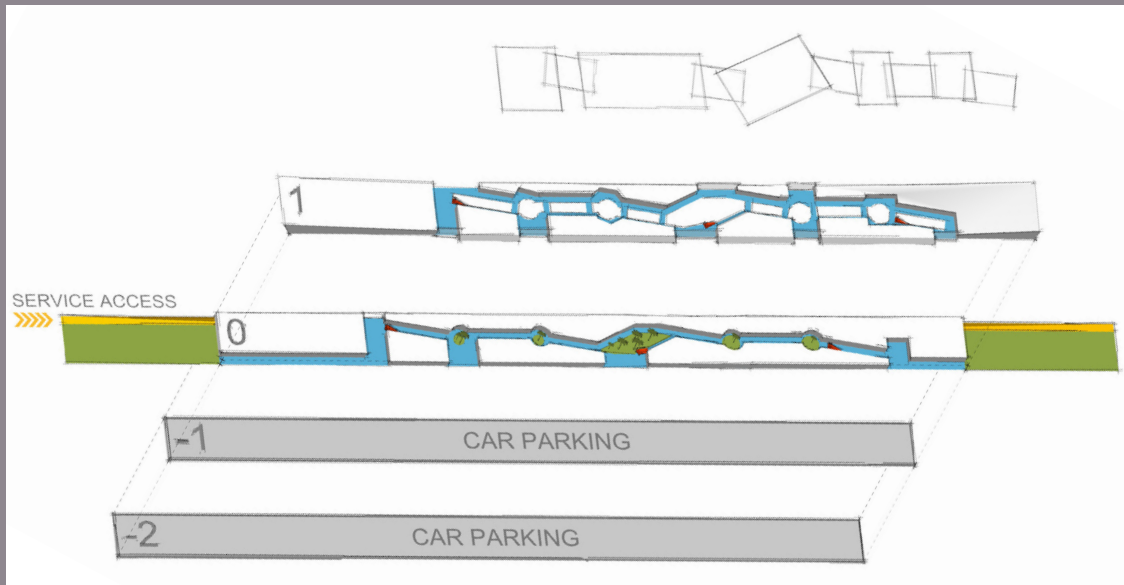 1
SERVICE ACCESS
0
-1 CAR PARKING
-2 CAR PARKING